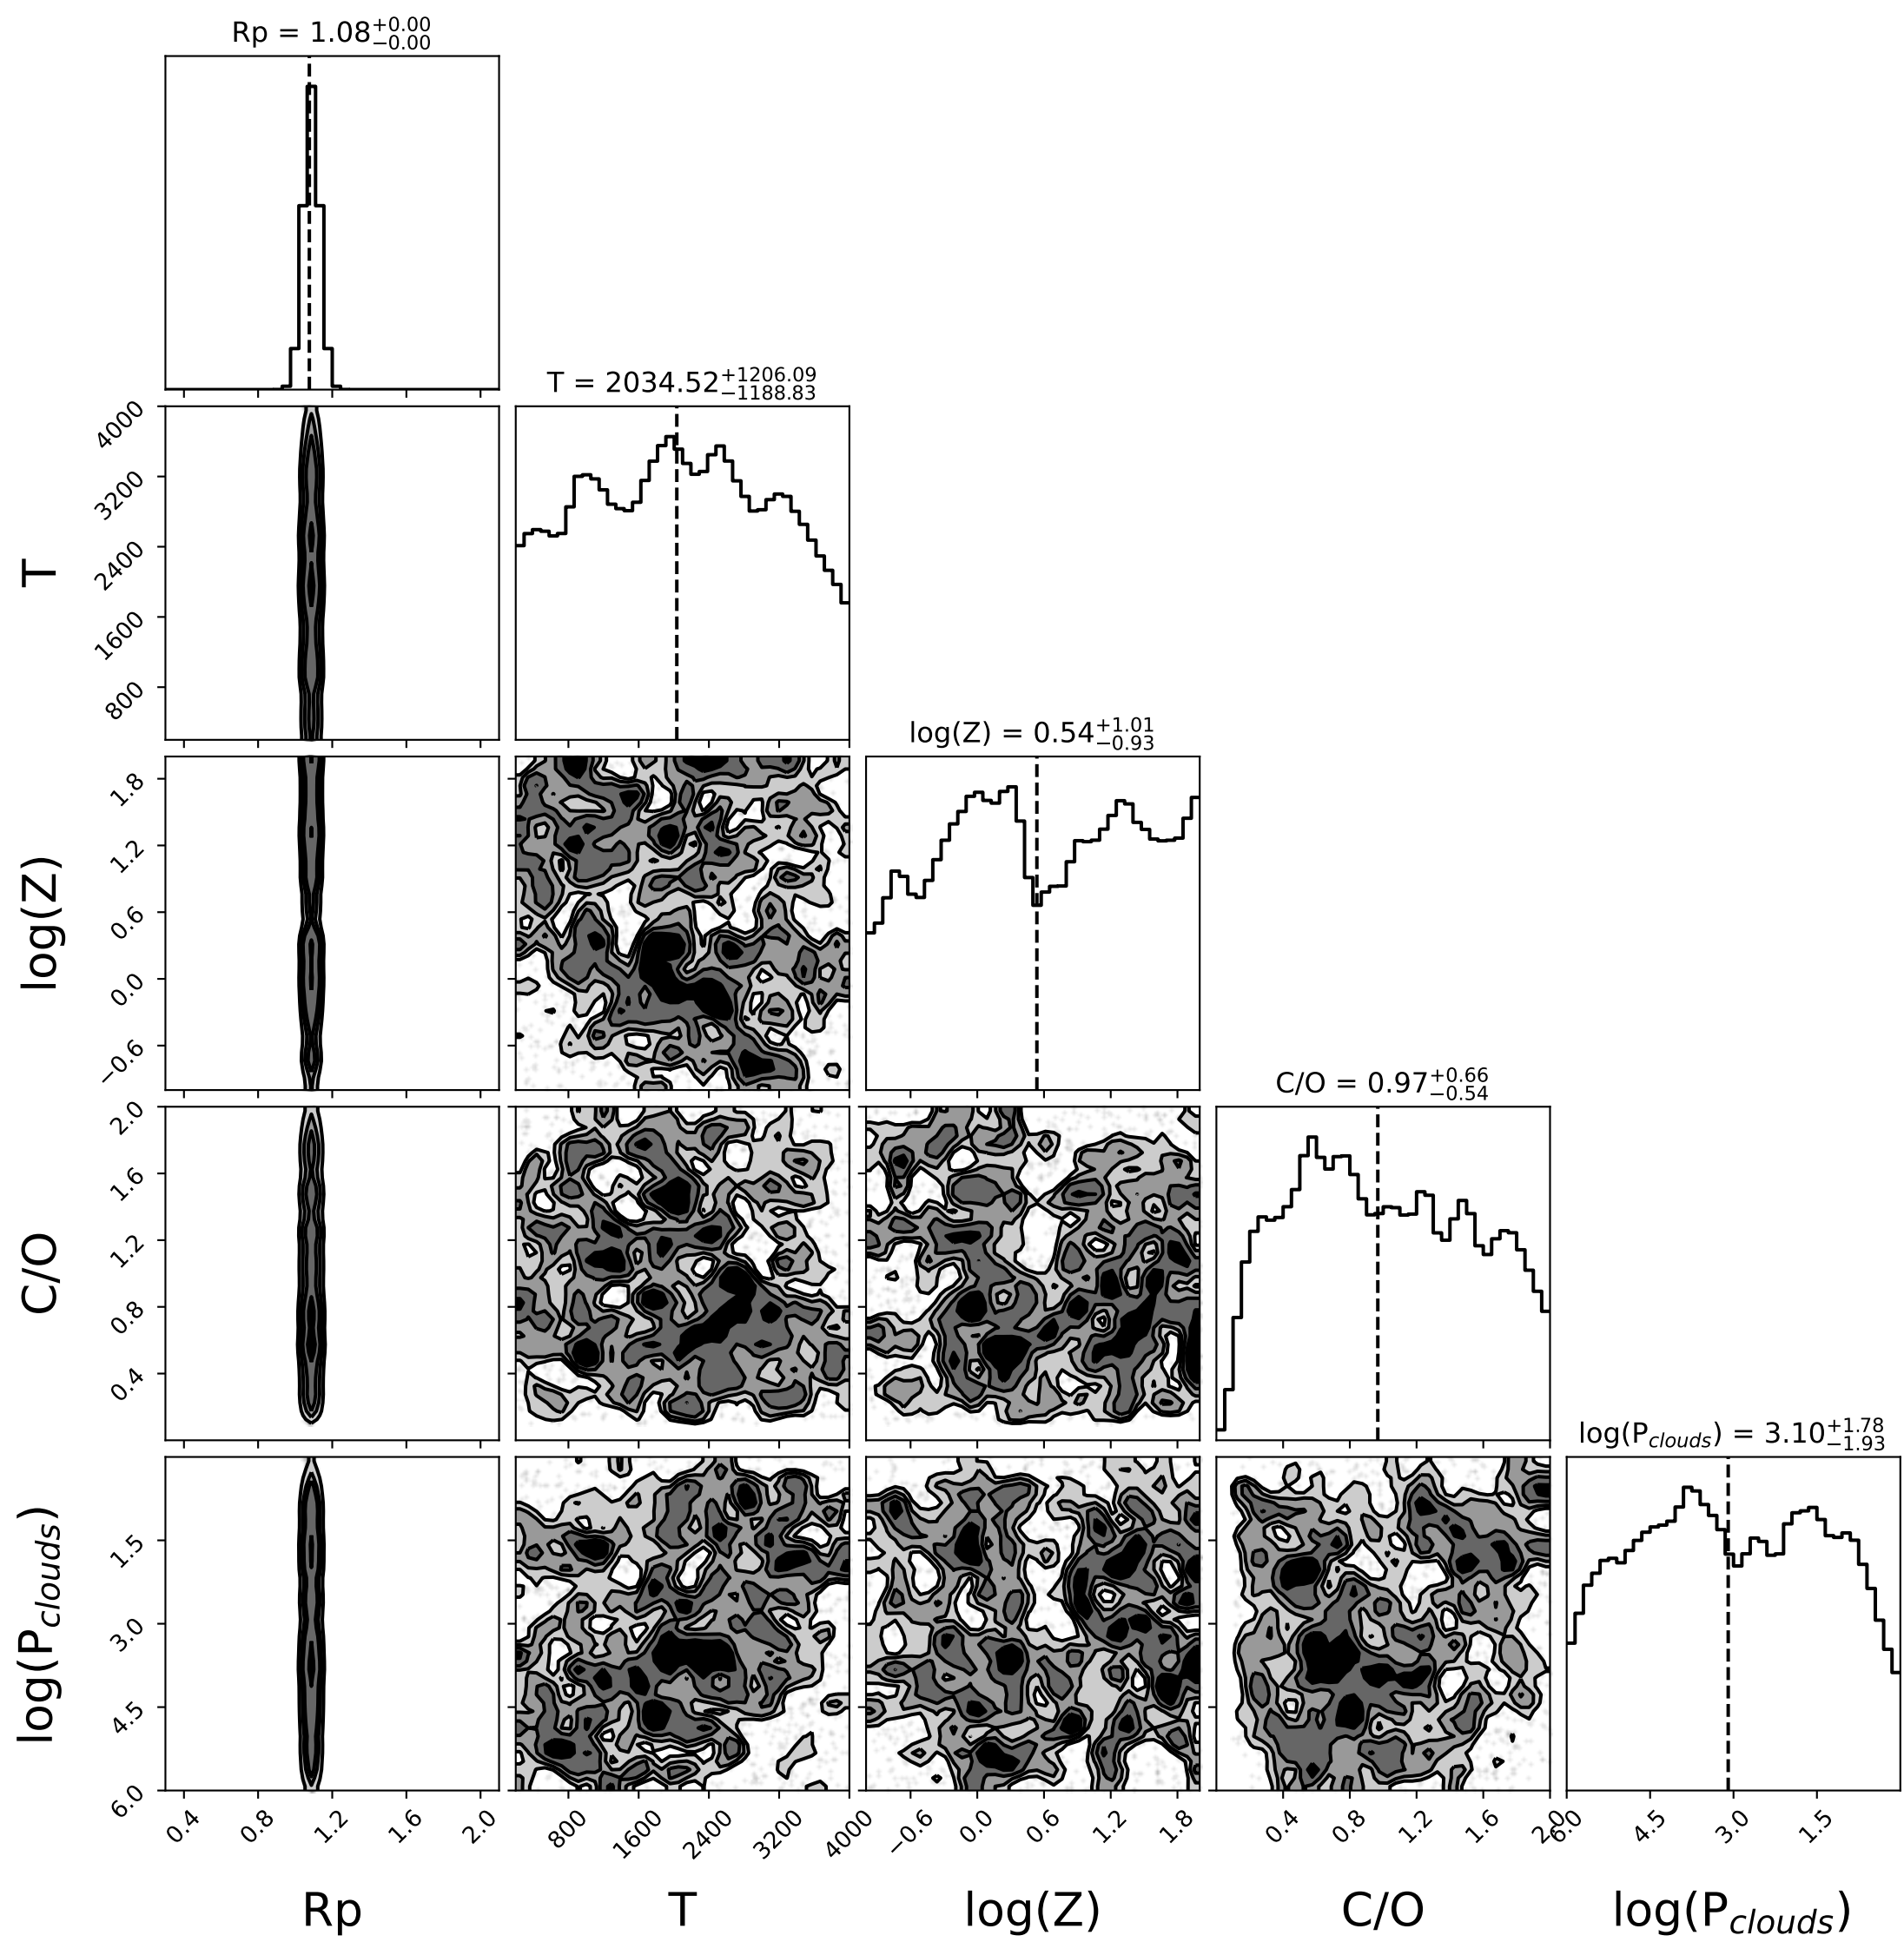 Rp = 1.08+0.00 −0.00
T = 2034.52+1206.09 −1188.83
log(Z) = 0.54+1.01 −0.93
C/O = 0.97+0.66 −0.54
log(Pclouds) = 3.10+1.78 −1.93
T
4000
3200
2400
1600
800
log(Z)
1.8
1.2
0.6
0.0
−0.6
C/O
2.0
1.6
1.2
0.8
0.4
log(Pclouds)
1.5
3.0
4.5
6.0
0.4 0.8 1.2 1.6 2.0
800 1600 2400 3200 4000
−0.6 0.0 0.6 1.2 1.8
0.4 0.8 1.2 1.6 2.0
6.0 4.5 3.0 1.5
Rp T log(Z) C/O log(Pclouds)